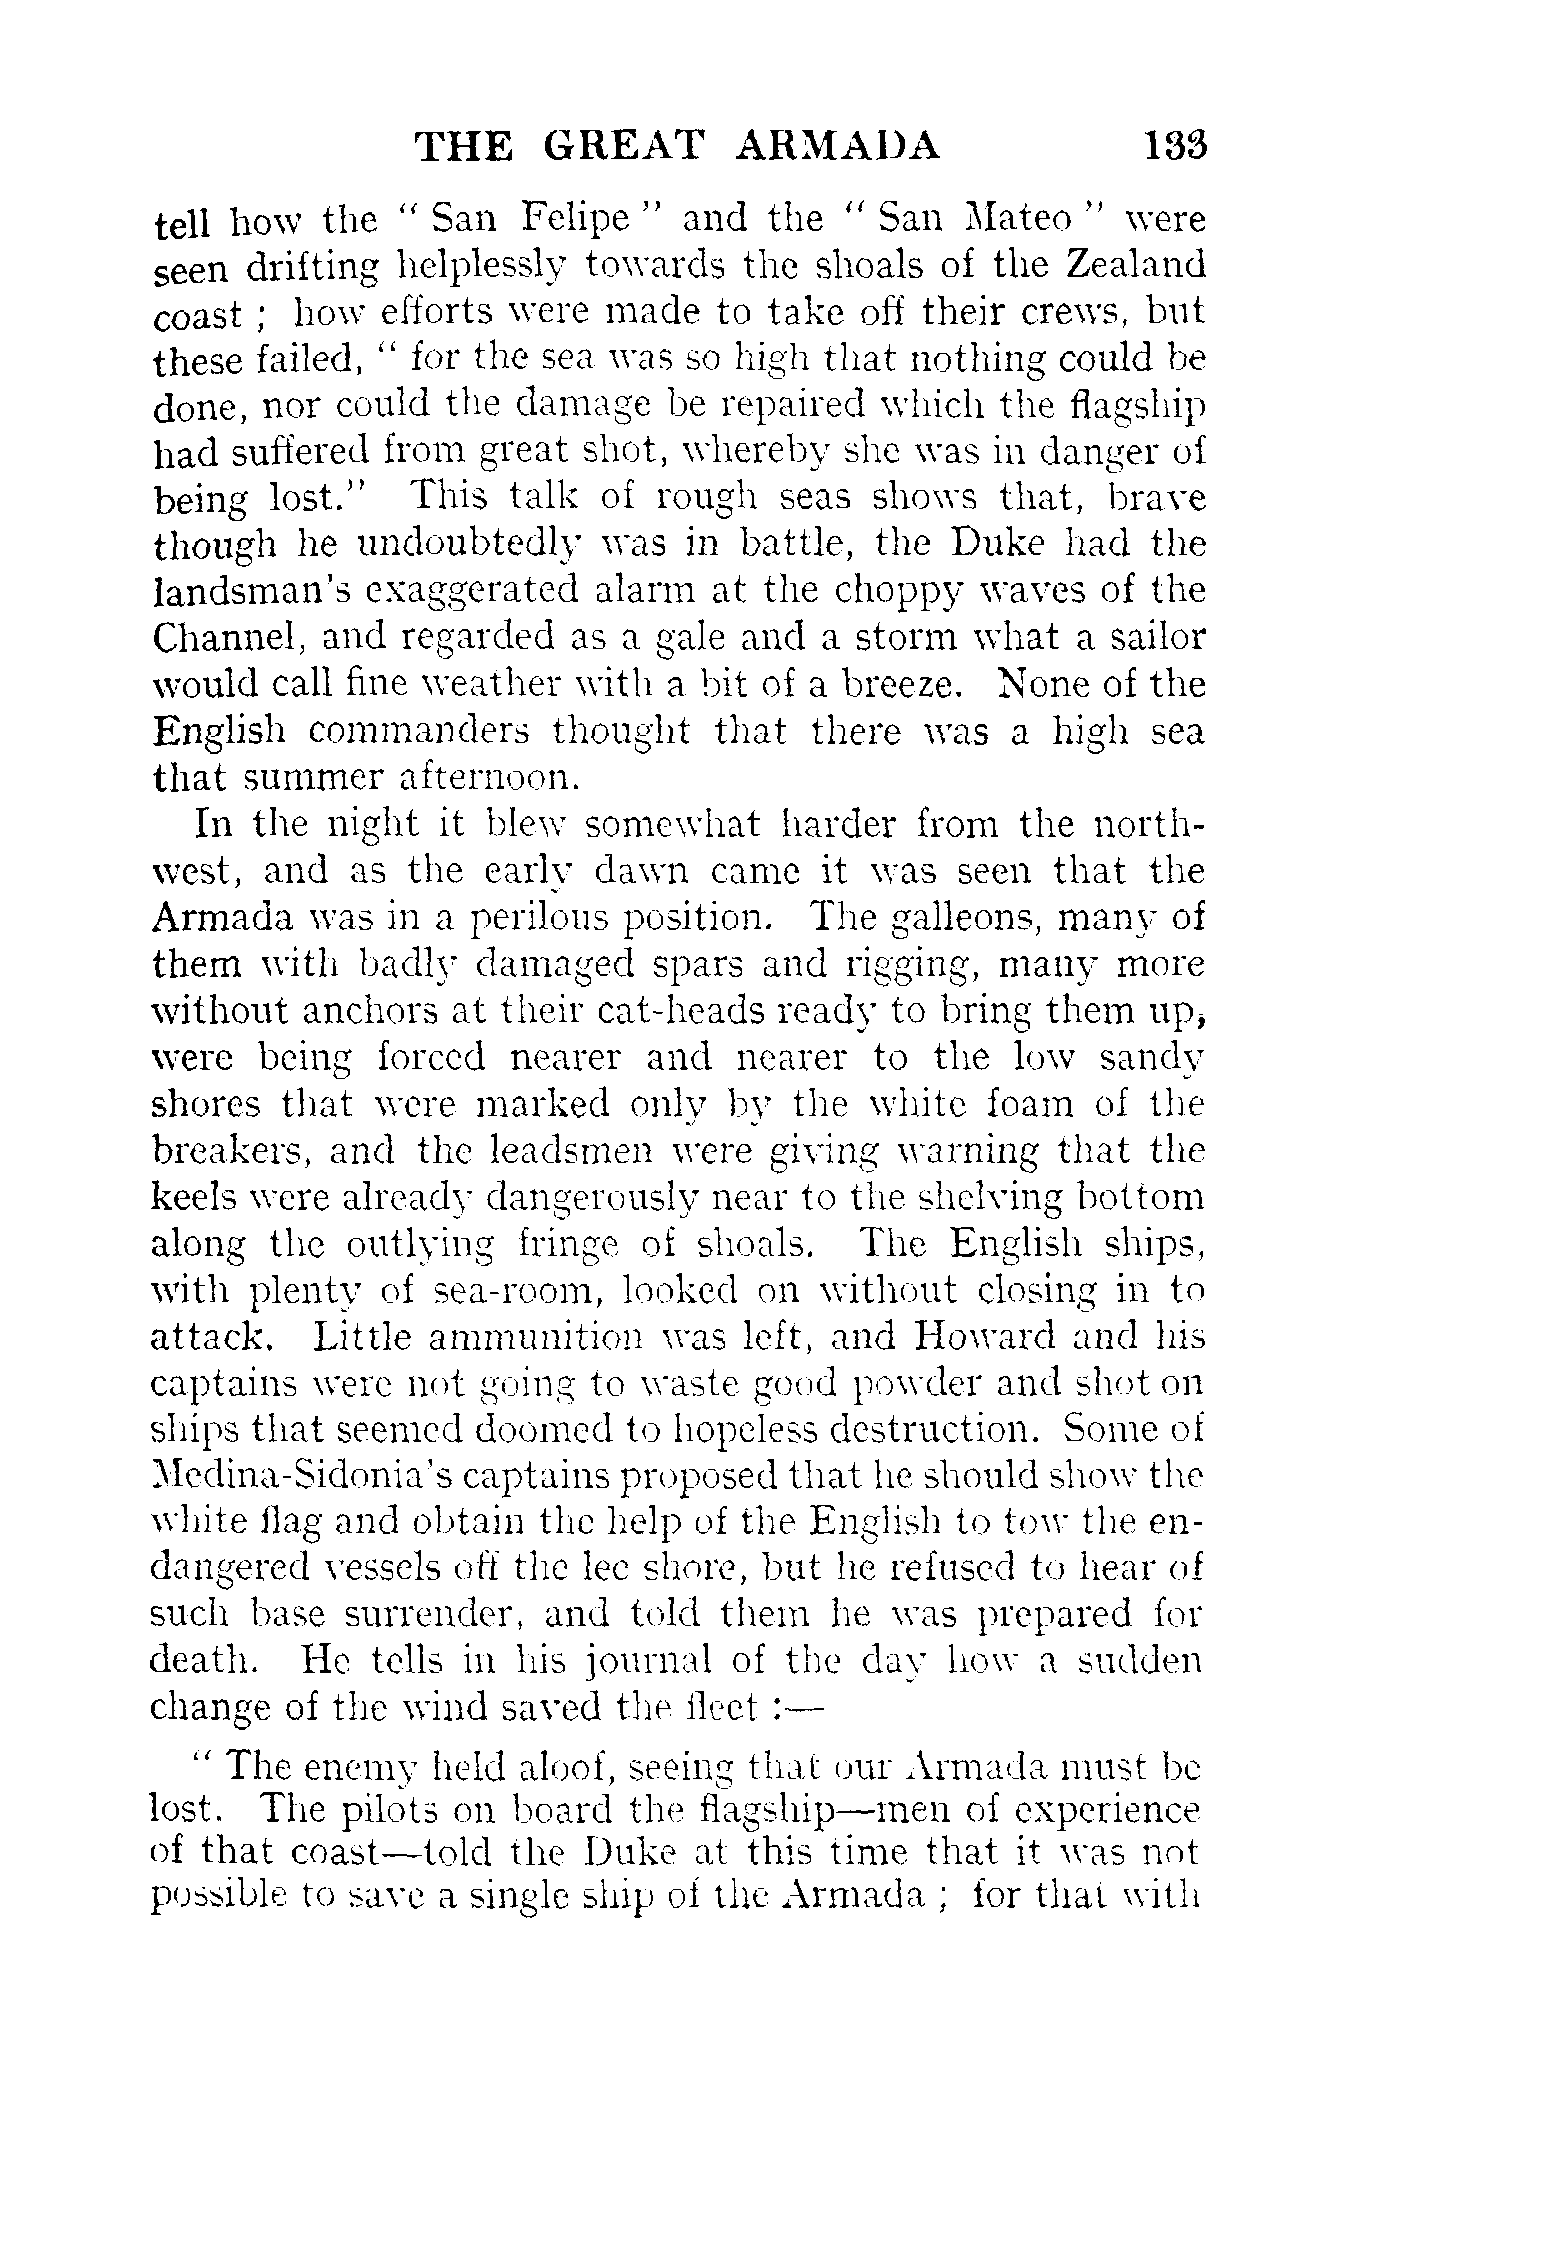 THE GREAT ARMADA 133
tell how the " San Felipe " and the " San Mateo " were
seen drifting helplessly towards the shoals of the Zealand
coast ; how efforts were made to take off their crews, but
these failed, " for the sea was so high that nothing could be
done, nor could the damage be repaired which the flagship
had suffered from great shot, whereby she was in danger of
being lost." This talk of rough seas shows that, brave
though he undoubtedly was in battle, the Duke had the
landsman's exaggerated alarm at the choppy waves of the
Channel, and regarded as a gale and a storm what a sailor
would call fine weather with a bit of a breeze. None of the
English commanders thought that there was a high sea
that summer afternoon.
In the night it blew somewhat harder from the north-
west, and as the early dawn came it was seen that the
Armada was in a perilous position. The galleons, many of
them with badly damaged spars and rigging, many more
without anchors at their cat-heads ready to bring them up,
were being forced nearer and nearer to the low sandy
shores that were marked only by the white foam of the
breakers, and the leadsmen were giving warning that the
keels were already dangerously near to the shelving bottom
along the outlying fringe of shoals. The English ships,
with plenty of sea-room, looked on without closing in to
attack. Little ammunition was left, and Howard and his
captains were not going to waste good powder and shot on
ships that seemed doomed to hopeless destruction. Some of
Medina-Sidonia's captains proposed that he should show the
white flag and obtain the help of the English to tow the en-
dangered vessels off the lee shore, but he refused to hear of
such base surrender, and told them he was prepared for
death. He tells in his journal of the day how a sudden
change of the wind saved the fleet :—
" The enemy held aloof, seeing that our Armada must be
lost. The pilots on board the flagship—men of experience
of that coast—told the Duke at this time that it was not
possible to save a single ship of the Armada ; for that with